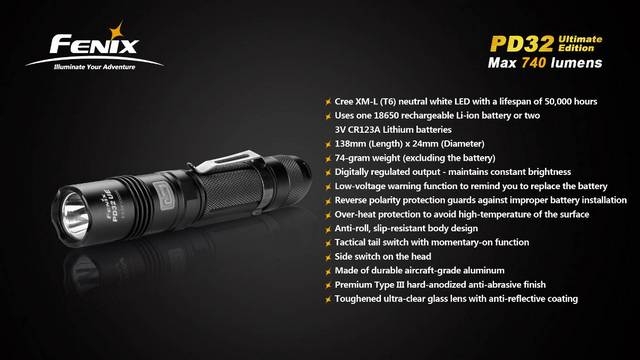 FENIX
Illuminate Your Adventure
PD32 Ultimate Edition
Max 740 lumens
Cree XM-L (T6) neutral white LED with a lifespan of 50,000 hours
Uses one 18650 rechargeable Li-ion battery or two
3V CR123A Lithium batteries
138mm (Length) x 24mm (Diameter)
74-gram weight (excluding the battery)
Digitally regulated output - maintains constant brightness
Low-voltage warning function to remind you to replace the battery
Reverse polarity protection guards against improper battery installation
Over-heat protection to avoid high-temperature of the surface
Anti-roll, slip-resistant body design
Tactical tail switch with momentary-on function
Side switch on the head
Made of durable aircraft-grade aluminum
Premium Type III hard-anodized anti-abrasive finish
Toughened ultra-clear glass lens with anti-reflective coating
FENIX
PD32 UE